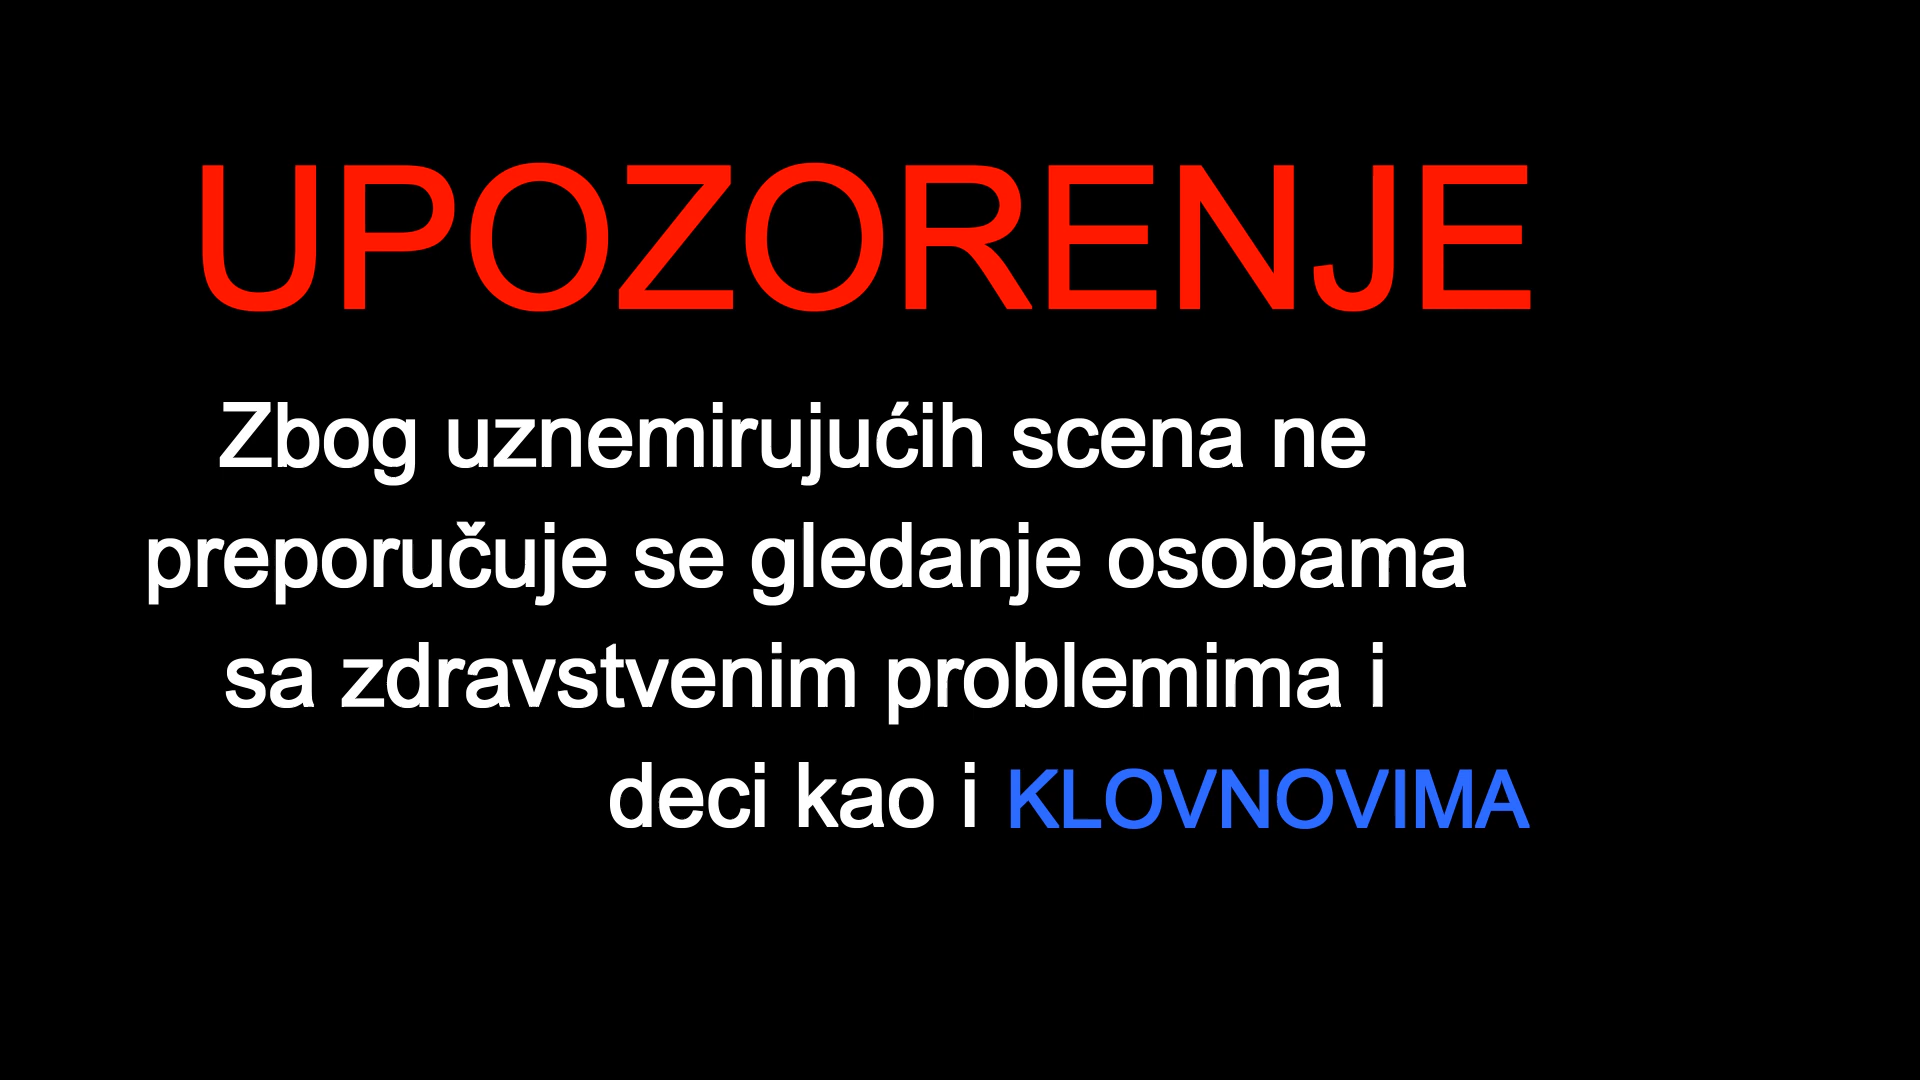 UPOZORENJE
Zbog uznemirujućih scena ne
preporučuje se gledanje osobama
sa zdravstvenim problemima i
deci kao i KLOVNOVIMA